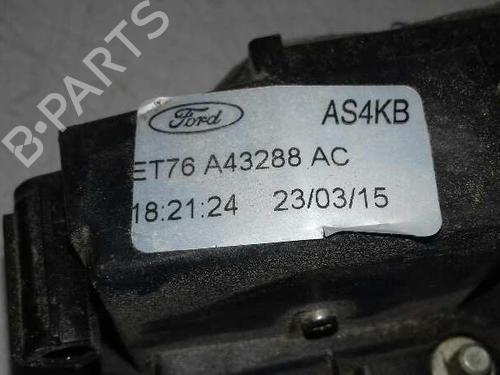 B-PARTS
Ford
AS4KB
ET76 A43288 AC
18:21:24 23/03/15